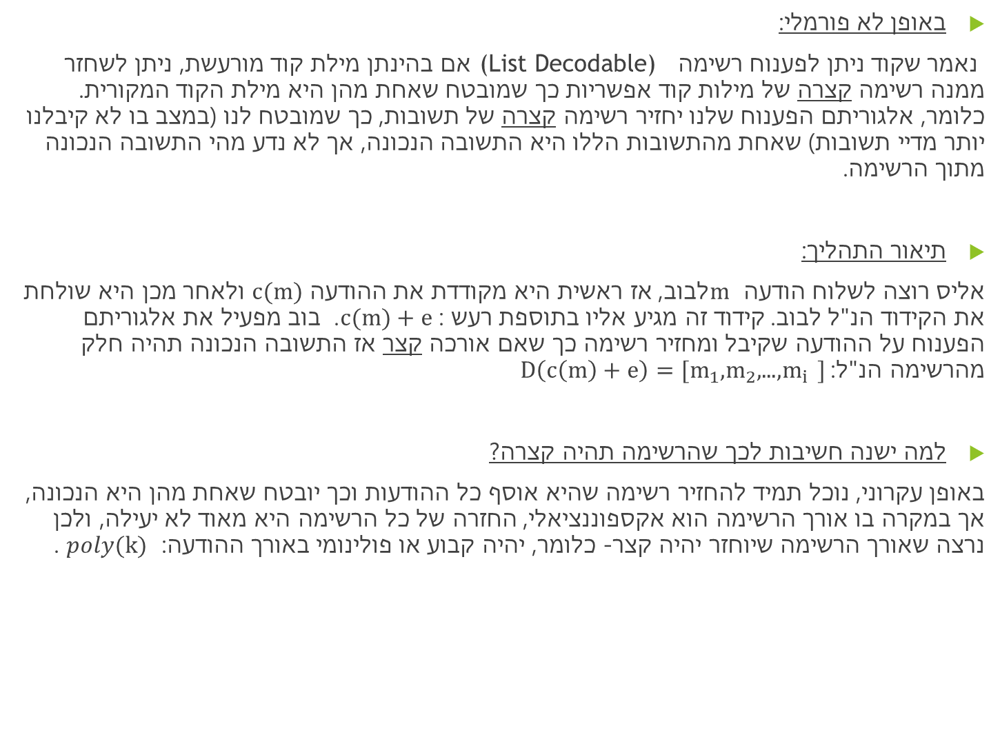 באופן לא פורמלי:
נאמר שקוד ניתן לפענוח רשימה (List Decodable) אם בהינתן מילת קוד מורעשת, ניתן לשחזר
ממנה רשימה קצרה של מילות קוד אפשריות כך שמובטח שאחת מהן היא מילת הקוד המקורית.
כלומר, אלגוריתם הפענוח שלנו יחזיר רשימה קצרה של תשובות, כך שמובטח לנו (במצב בו לא קיבלנו
יותר מדיי תשובות) שאחת מהתשובות הללו היא התשובה הנכונה, אך לא נדע מהי התשובה הנכונה
מתוך הרשימה.
תיאור התהליך:
אליס רוצה לשלוח הודעה m לבוב, אז ראשית היא מקודדת את ההודעה c(m) ולאחר מכן היא שולחת
את הקידוד הנ"ל לבוב. קידוד זה מגיע אליו בתוספת רעש : c(m) + e. בוב מפעיל את אלגוריתם
הפענוח על ההודעה שקיבל ומחזיר רשימה כך שאם אורכה קצר אז התשובה הנכונה תהיה חלק
מהרשימה הנ"ל: D(c(m) + e) = [m₁,m₂,...,mᵢ ]
למה ישנה חשיבות לכך שהרשימה תהיה קצרה?
באופן עקרוני, נוכל תמיד להחזיר רשימה שהיא אוסף כל ההודעות וכך יובטח שאחת מהן היא הנכונה,
אך במקרה בו אורך הרשימה הוא אקספוננציאלי, החזרה של כל הרשימה היא מאוד לא יעילה, ולכן
נרצה שאורך הרשימה שיוחזר יהיה קצר- כלומר, יהיה קבוע או פולינומי באורך ההודעה: poly(k) .